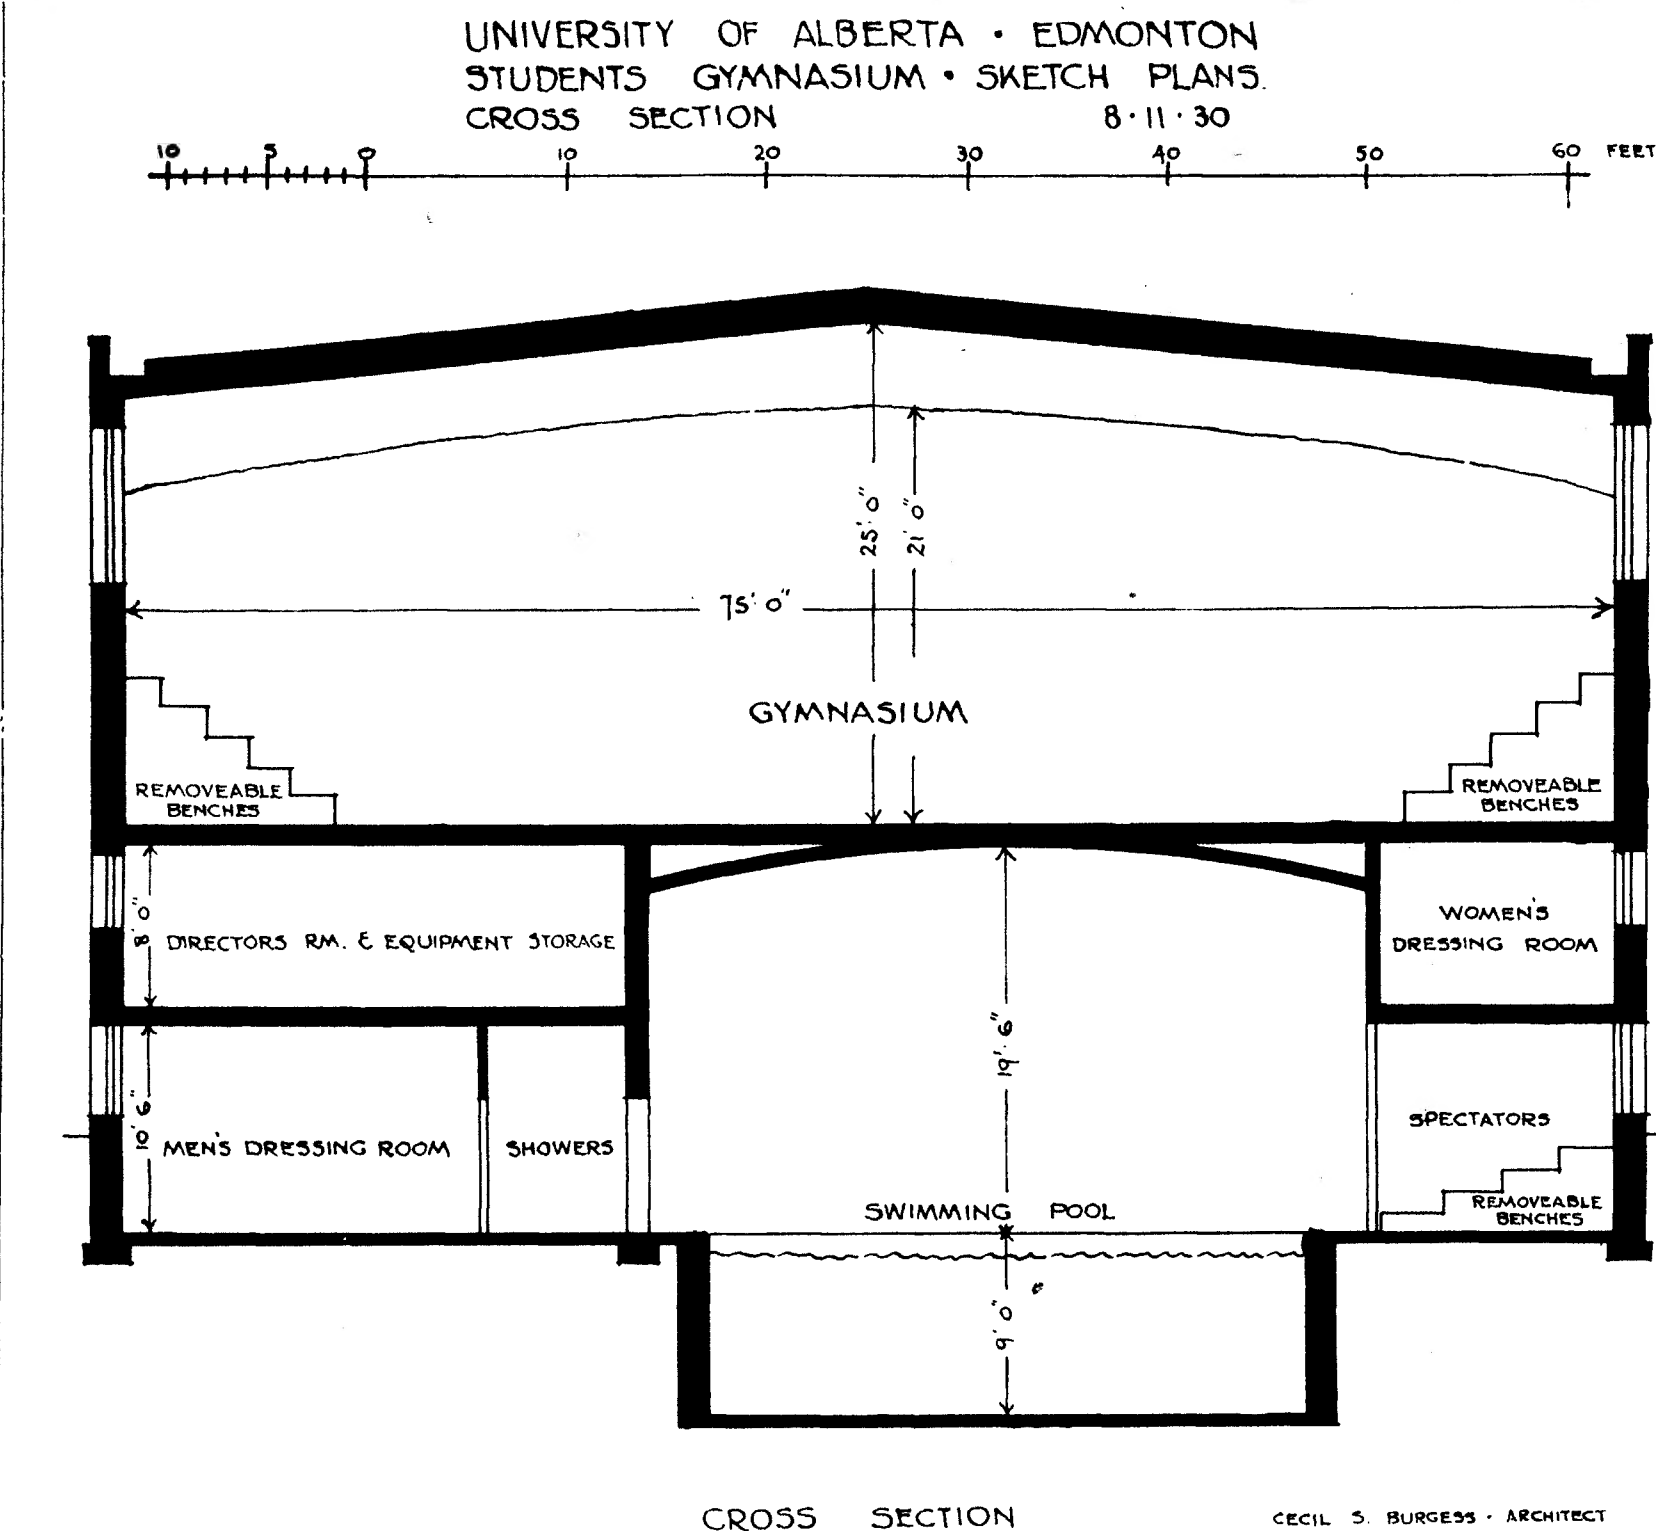 UNIVERSITY OF ALBERTA · EDMONTON
STUDENTS GYMNASIUM · SKETCH PLANS.
CROSS SECTION 8·11·30
10 5 0 10 20 30 40 50 60 FEET
25' 0"
21' 0"
75' 0"
GYMNASIUM
REMOVEABLE
BENCHES
REMOVEABLE
BENCHES
8' 0"
DIRECTORS RM. & EQUIPMENT STORAGE
WOMEN'S
DRESSING ROOM
19' 6"
10' 6"
MEN'S DRESSING ROOM
SHOWERS
SPECTATORS
REMOVEABLE
BENCHES
SWIMMING POOL
9' 0"
CROSS SECTION
CECIL S. BURGESS · ARCHITECT